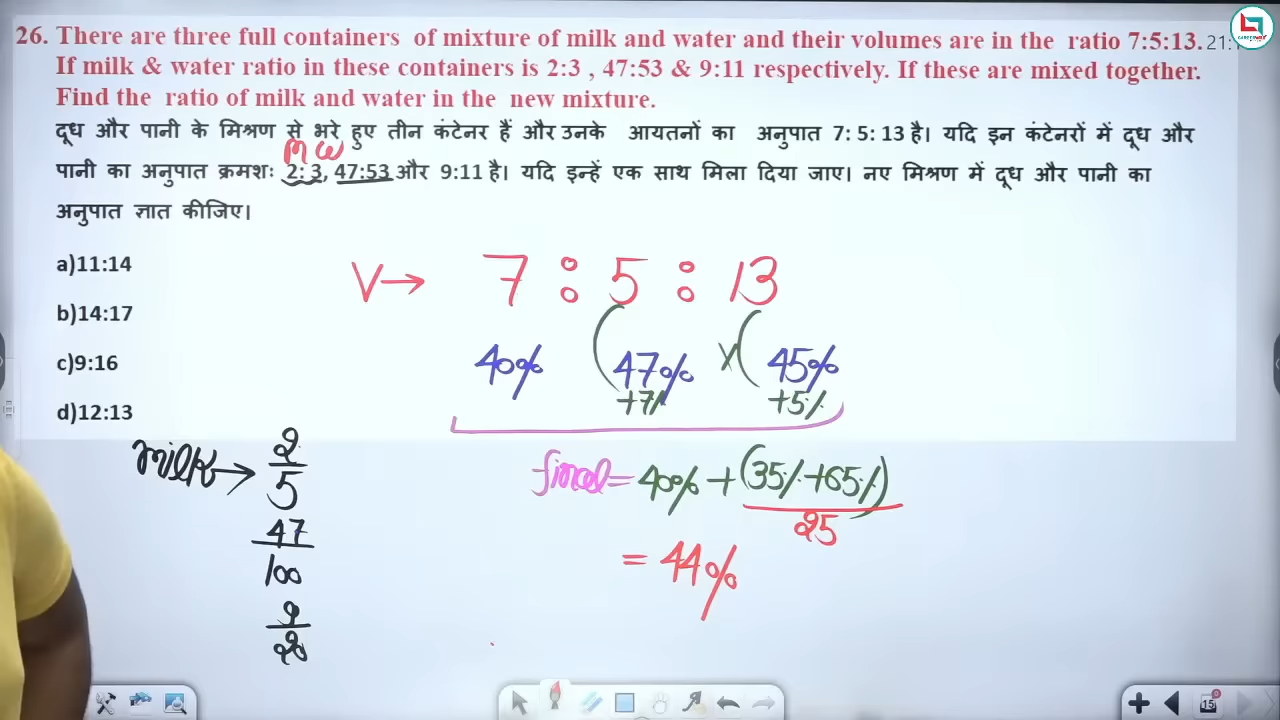 26. There are three full containers of mixture of milk and water and their volumes are in the ratio 7:5:13.
If milk & water ratio in these containers is 2:3 , 47:53 & 9:11 respectively. If these are mixed together.
Find the ratio of milk and water in the new mixture.
दूध और पानी के मिश्रण से भरे हुए तीन कंटेनर हैं और उनके आयतनों का अनुपात 7: 5: 13 है। यदि इन कंटेनरों में दूध और
M W
पानी का अनुपात क्रमशः 2: 3, 47:53 और 9:11 है। यदि इन्हें एक साथ मिला दिया जाए। नए मिश्रण में दूध और पानी का
अनुपात ज्ञात कीजिए।
a)11:14
b)14:17
c)9:16
d)12:13
V→ 7 : 5 : 13
40% (47% x (45%
+7% +5%
final = 40% + (35% + 65%)
25
= 44%
milk → 2
5
47
100
9
20
15